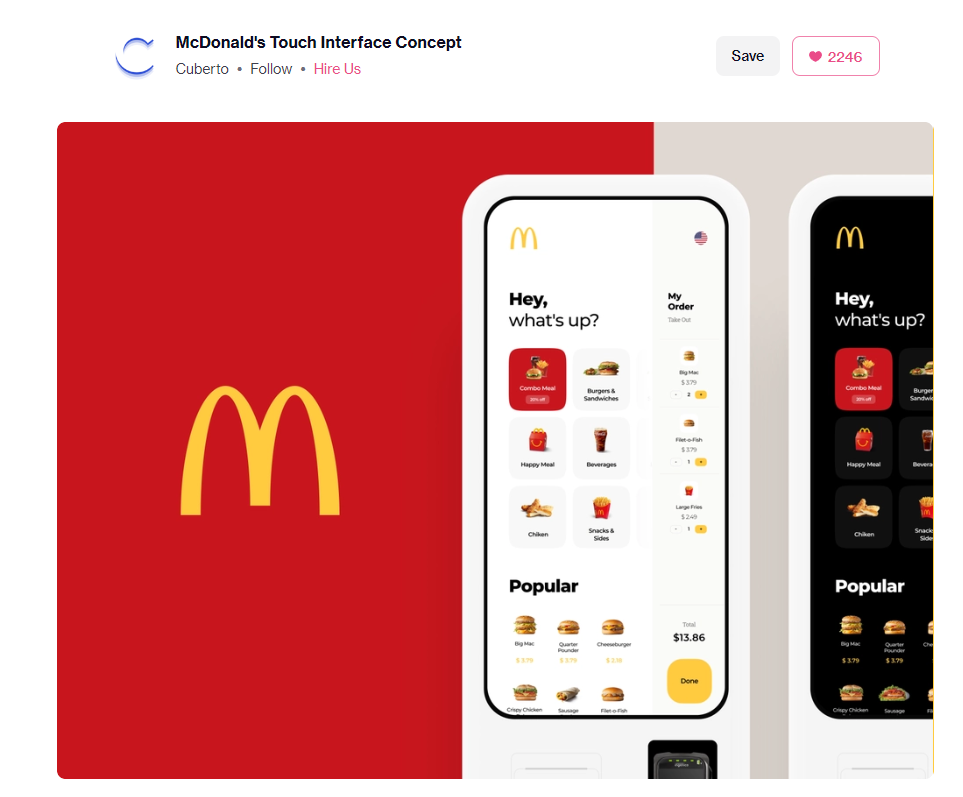 McDonald's Touch Interface Concept
Cuberto • Follow • Hire Us
Save
2246
Hey,
what's up?
Combo Meal
20% off
Burgers &
Sandwiches
Happy Meal
Beverages
Chiken
Snacks &
Sides
Popular
Big Mac
$ 3.79
Quarter
Pounder
$ 3.79
Cheeseburger
Crispy Chicken
Sausage
Filet-o-Fish
My
Order
Take Out
Big Mac
$ 3.79
- 2 +
Filet-o-Fish
$ 3.79
- 1 +
Large Fries
$ 2.49
- 1 +
Total
$13.86
Done
Hey,
what's up?
Combo Meal
20% off
Burger
Sandwi
Happy Meal
Bevera
Chiken
Snack
Side
Popular
Big Mac
$ 3.79
Quarter
Pounder
$ 3.79
Che
Crispy Chicken
Sausage